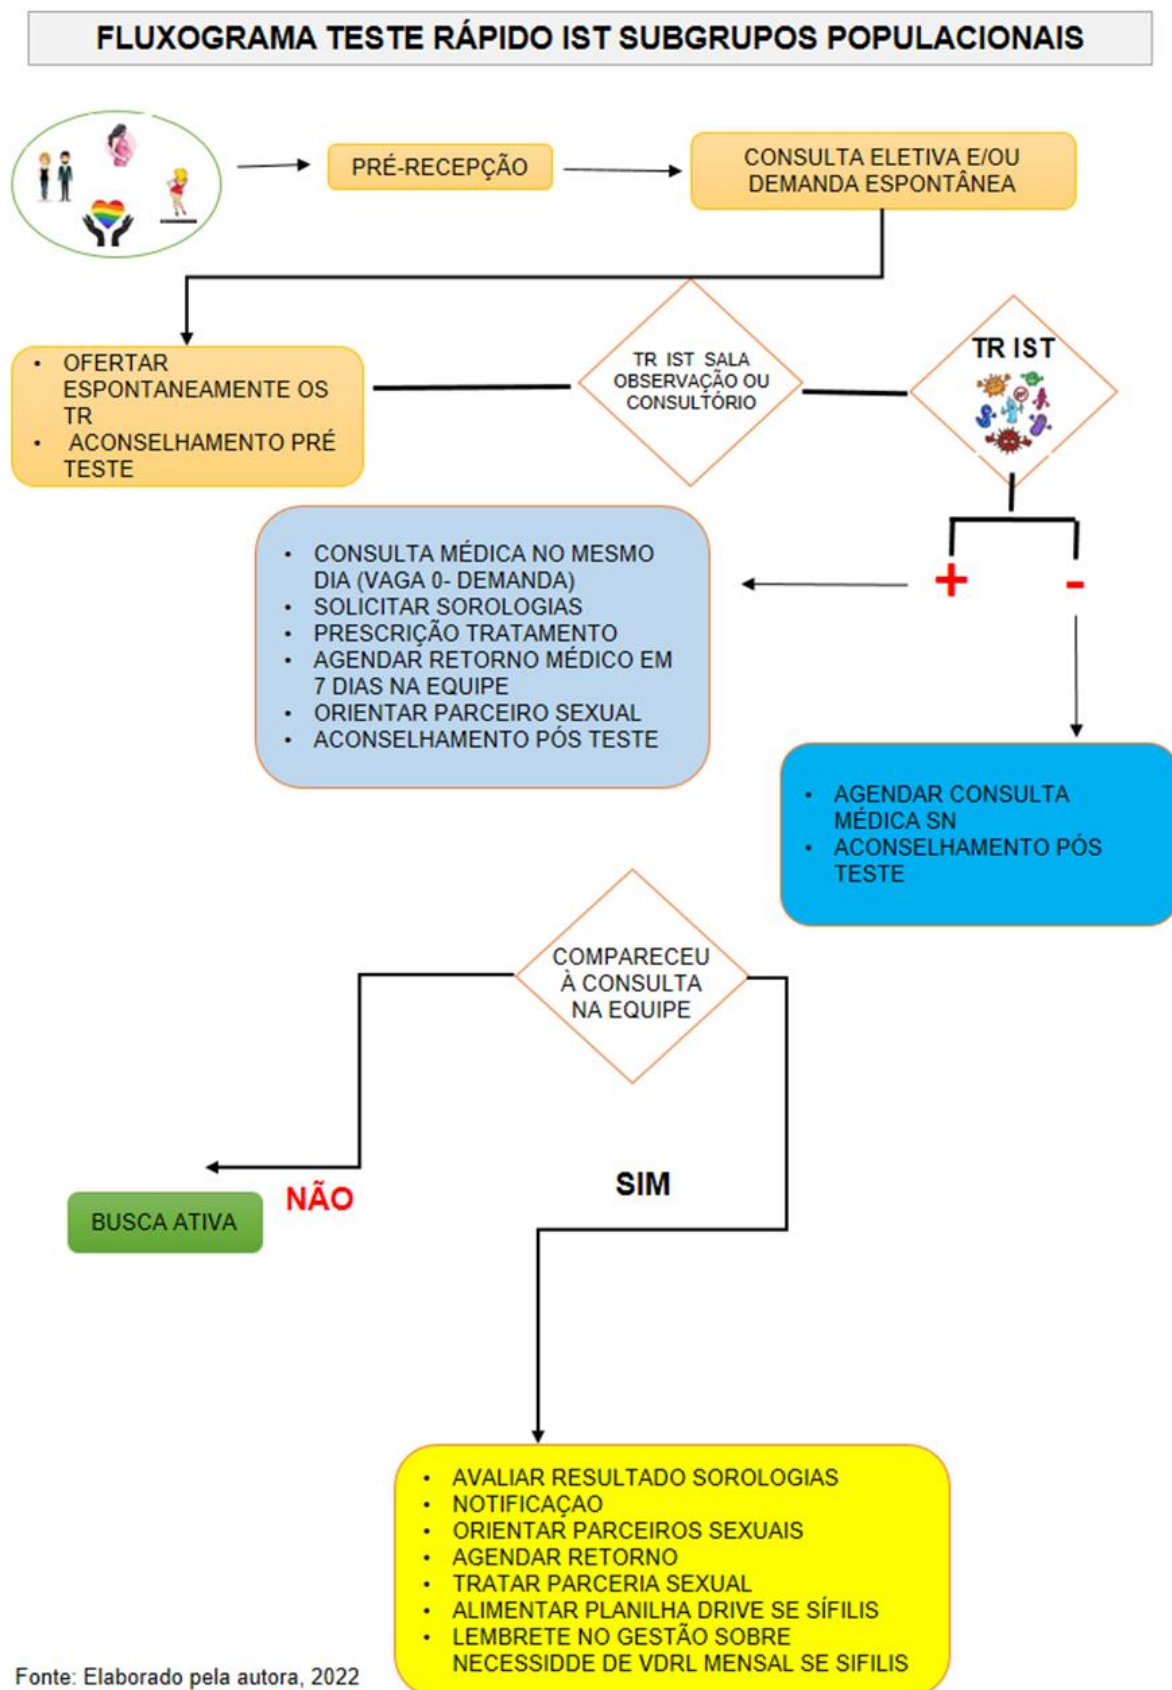 FLUXOGRAMA TESTE RÁPIDO IST SUBGRUPOS POPULACIONAIS
PRÉ-RECEPÇÃO
CONSULTA ELETIVA E/OU
DEMANDA ESPONTÂNEA
• OFERTAR
ESPONTANEAMENTE OS
TR
• ACONSELHAMENTO PRÉ
TESTE
TR IST SALA
OBSERVAÇÃO OU
CONSULTÓRIO
TR IST
+
-
• CONSULTA MÉDICA NO MESMO
DIA (VAGA 0- DEMANDA)
• SOLICITAR SOROLOGIAS
• PRESCRIÇÃO TRATAMENTO
• AGENDAR RETORNO MÉDICO EM
7 DIAS NA EQUIPE
• ORIENTAR PARCEIRO SEXUAL
• ACONSELHAMENTO PÓS TESTE
• AGENDAR CONSULTA
MÉDICA SN
• ACONSELHAMENTO PÓS
TESTE
COMPARECEU
À CONSULTA
NA EQUIPE
NÃO
SIM
BUSCA ATIVA
• AVALIAR RESULTADO SOROLOGIAS
• NOTIFICAÇAO
• ORIENTAR PARCEIROS SEXUAIS
• AGENDAR RETORNO
• TRATAR PARCERIA SEXUAL
• ALIMENTAR PLANILHA DRIVE SE SÍFILIS
• LEMBRETE NO GESTÃO SOBRE
NECESSIDDE DE VDRL MENSAL SE SIFILIS
Fonte: Elaborado pela autora, 2022